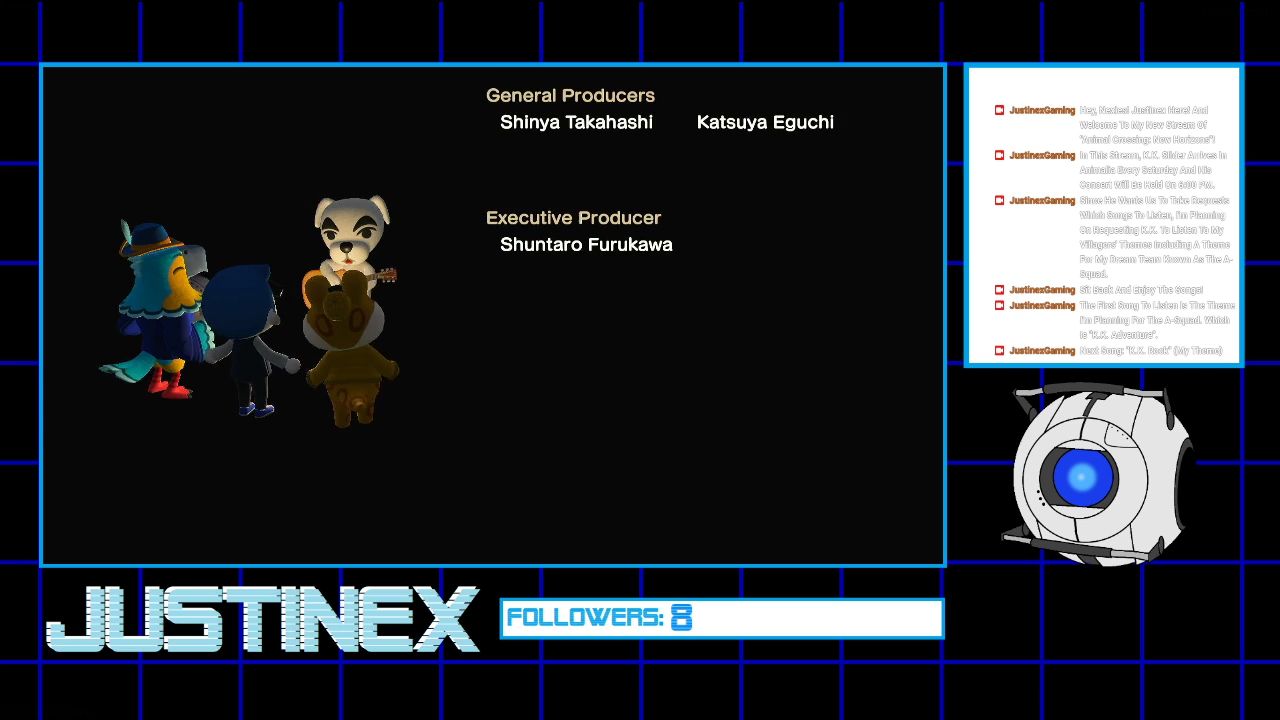 General Producers
Shinya Takahashi Katsuya Eguchi
Executive Producer
Shuntaro Furukawa
JustinexGaming Hey, Nexies! Justinex Here! And
Welcome To My New Stream Of
"Animal Crossing: New Horizons"!
JustinexGaming In This Stream, K.K. Slider Arrives In
Animalia Every Saturday And His
Concert Will Be Held On 6:00 PM.
JustinexGaming Since He Wants Us To Take Requests
Which Songs To Listen, I'm Planning
On Requesting K.K. To Listen To My
Villagers' Themes Including A Theme
For My Dream Team Known As The A-
Squad.
JustinexGaming Sit Back And Enjoy The Songs!
JustinexGaming The First Song To Listen Is The Theme
I'm Planning For The A-Squad. Which
Is "K.K. Adventure".
JustinexGaming Next Song: "K.K. Rock" (My Theme)
JUSTINEX
FOLLOWERS: 8